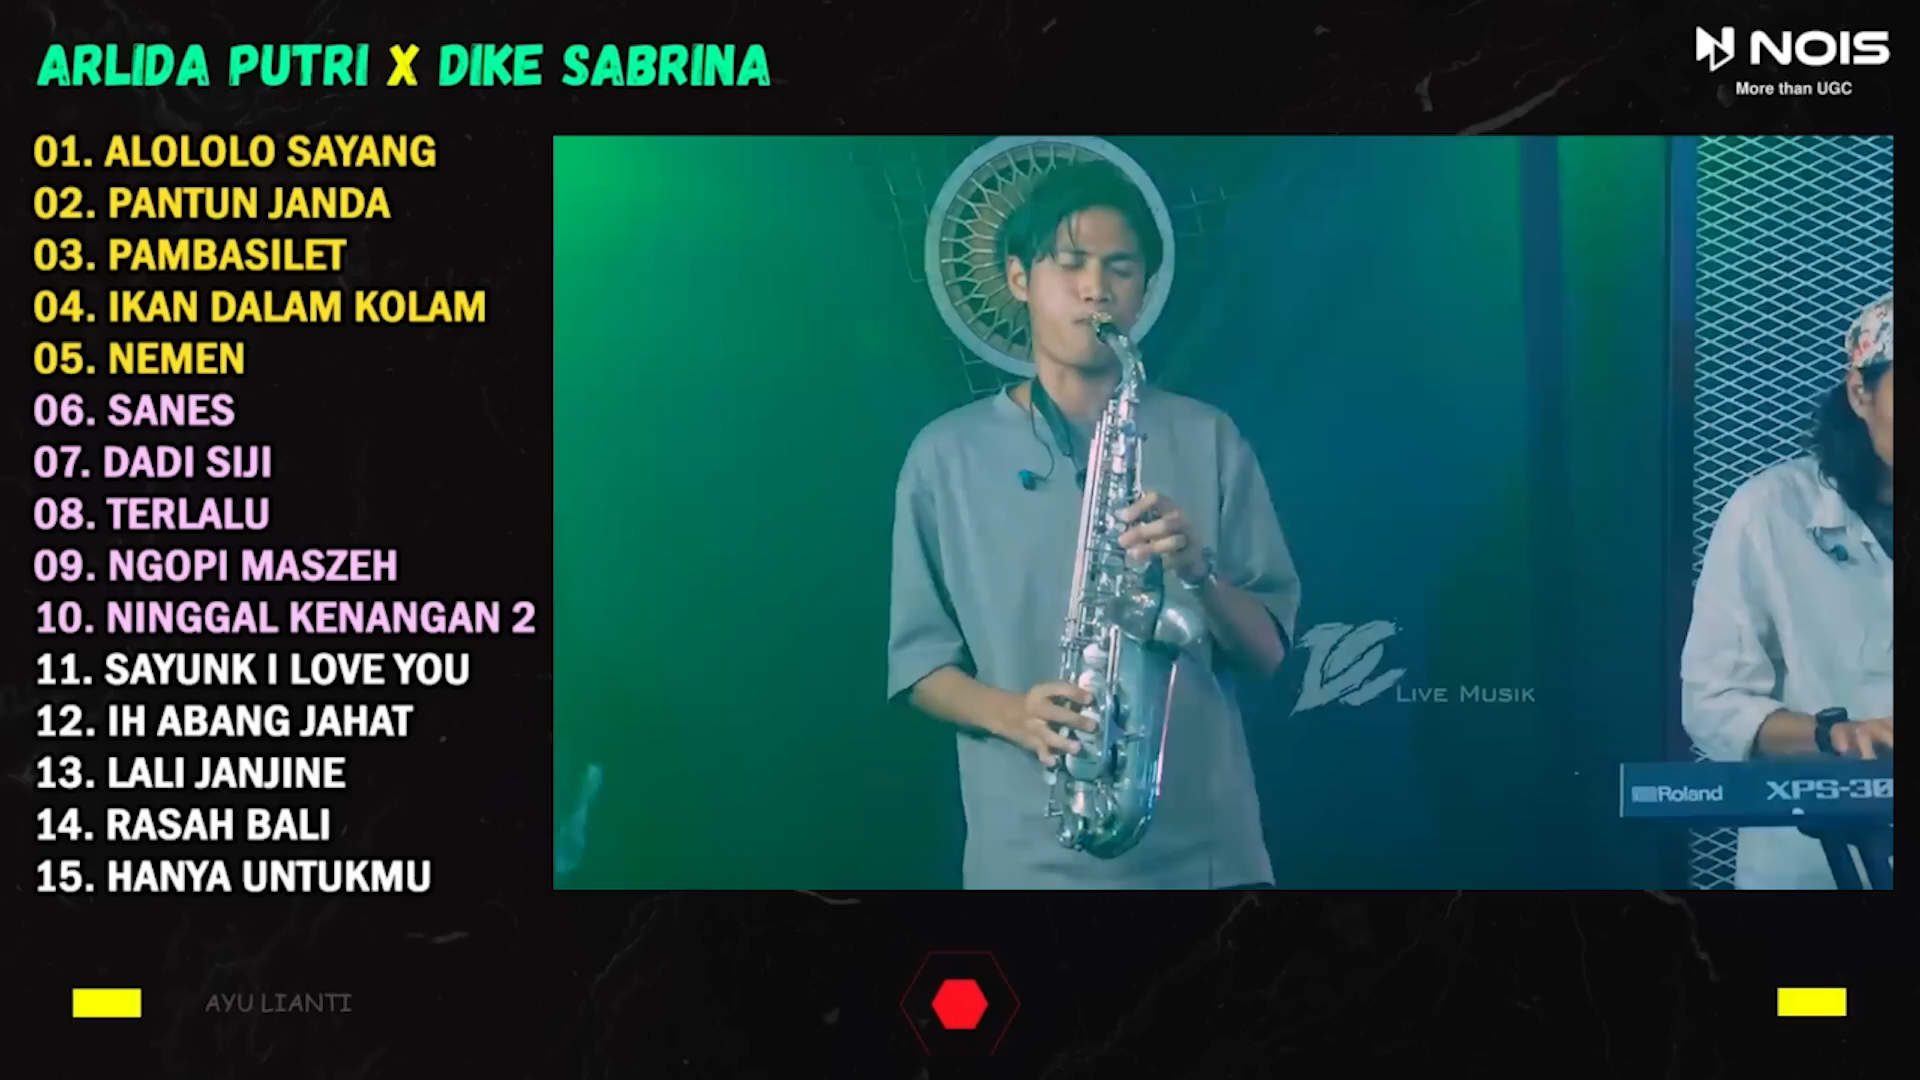 ARLIDA PUTRI X DIKE SABRINA
NOIS
More than UGC
01. ALOLOLO SAYANG
02. PANTUN JANDA
03. PAMBASILET
04. IKAN DALAM KOLAM
05. NEMEN
06. SANES
07. DADI SIJI
08. TERLALU
09. NGOPI MASZEH
10. NINGGAL KENANGAN 2
11. SAYUNK I LOVE YOU
12. IH ABANG JAHAT
13. LALI JANJINE
14. RASAH BALI
15. HANYA UNTUKMU
LIVE MUSIK
Roland XPS-30
AYU LIANTI